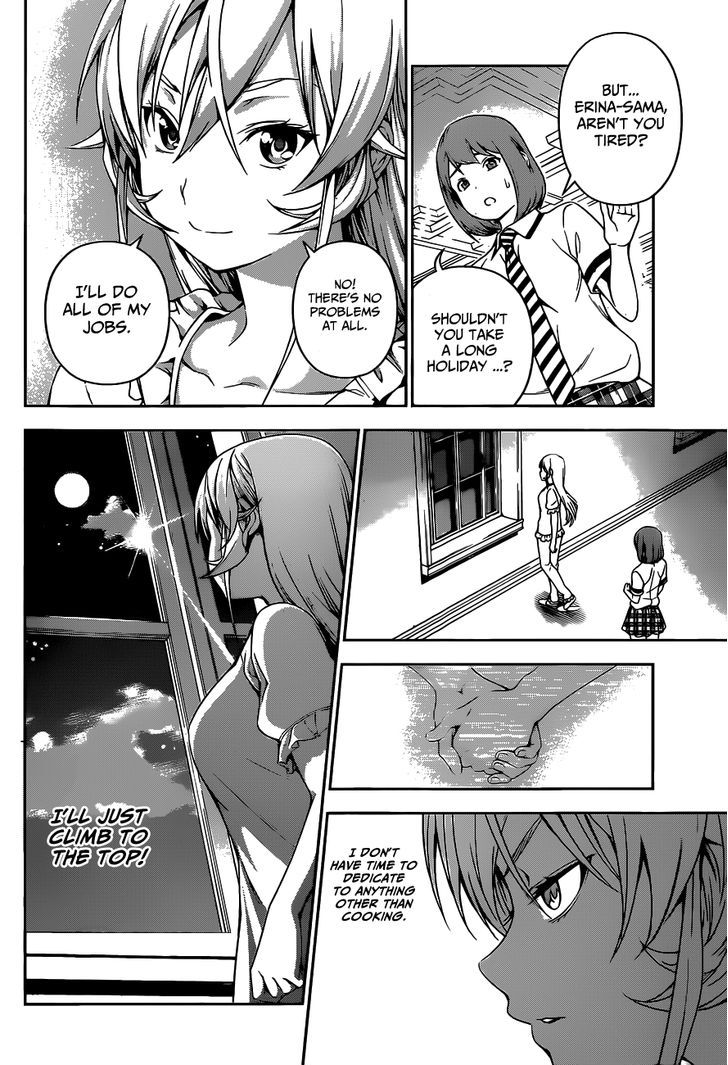 BUT...
ERINA-SAMA,
AREN'T YOU
TIRED?
SHOULDN'T
YOU TAKE
A LONG
HOLIDAY ...?
NO!
THERE'S NO
PROBLEMS
AT ALL.
I'LL DO
ALL OF MY
JOBS.
I DON'T
HAVE TIME TO
DEDICATE
TO ANYTHING
OTHER THAN
COOKING.
I'LL JUST
CLIMB TO
THE TOP!